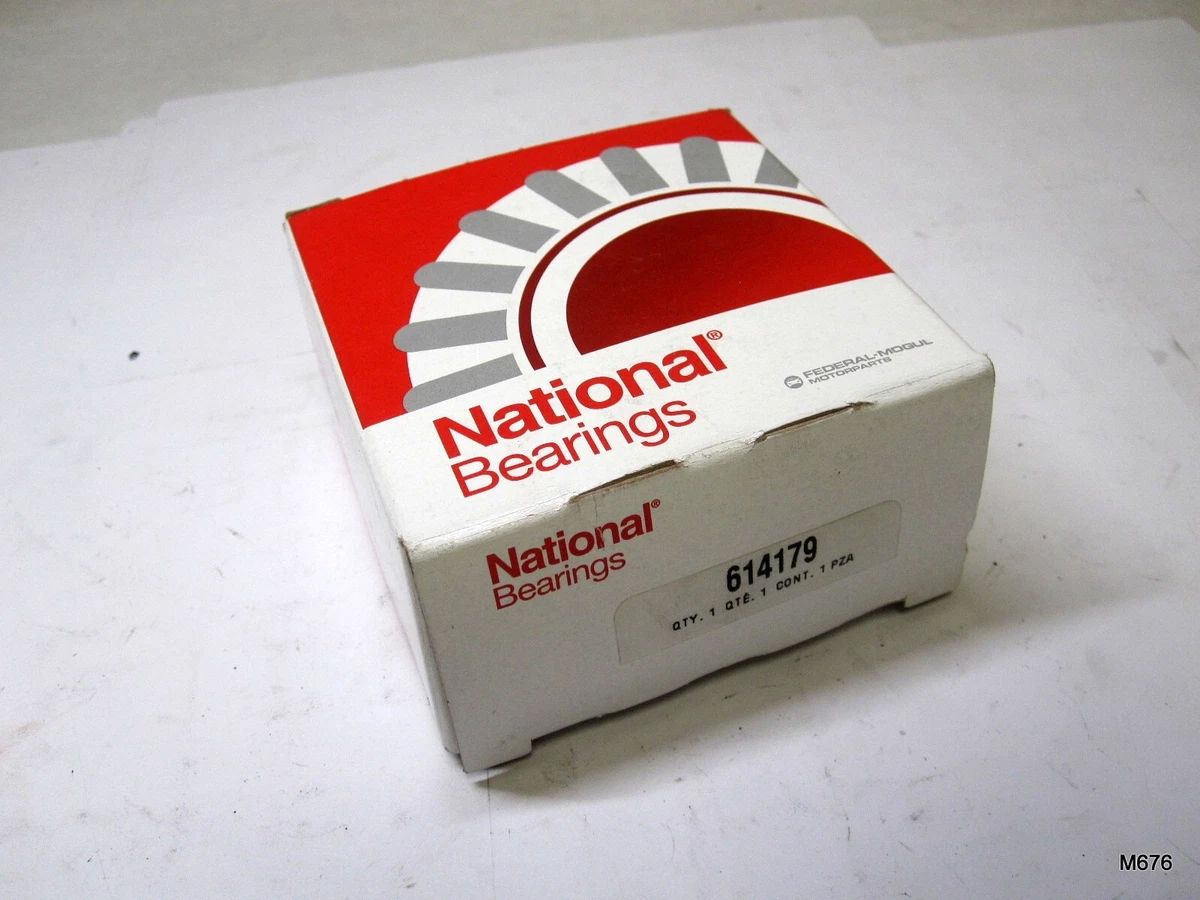 National®
Bearings
FEDERAL-MOGUL
MOTORPARTS
National®
Bearings
614179
QTY. 1 QTÉ. 1 CONT. 1 PZA
M676